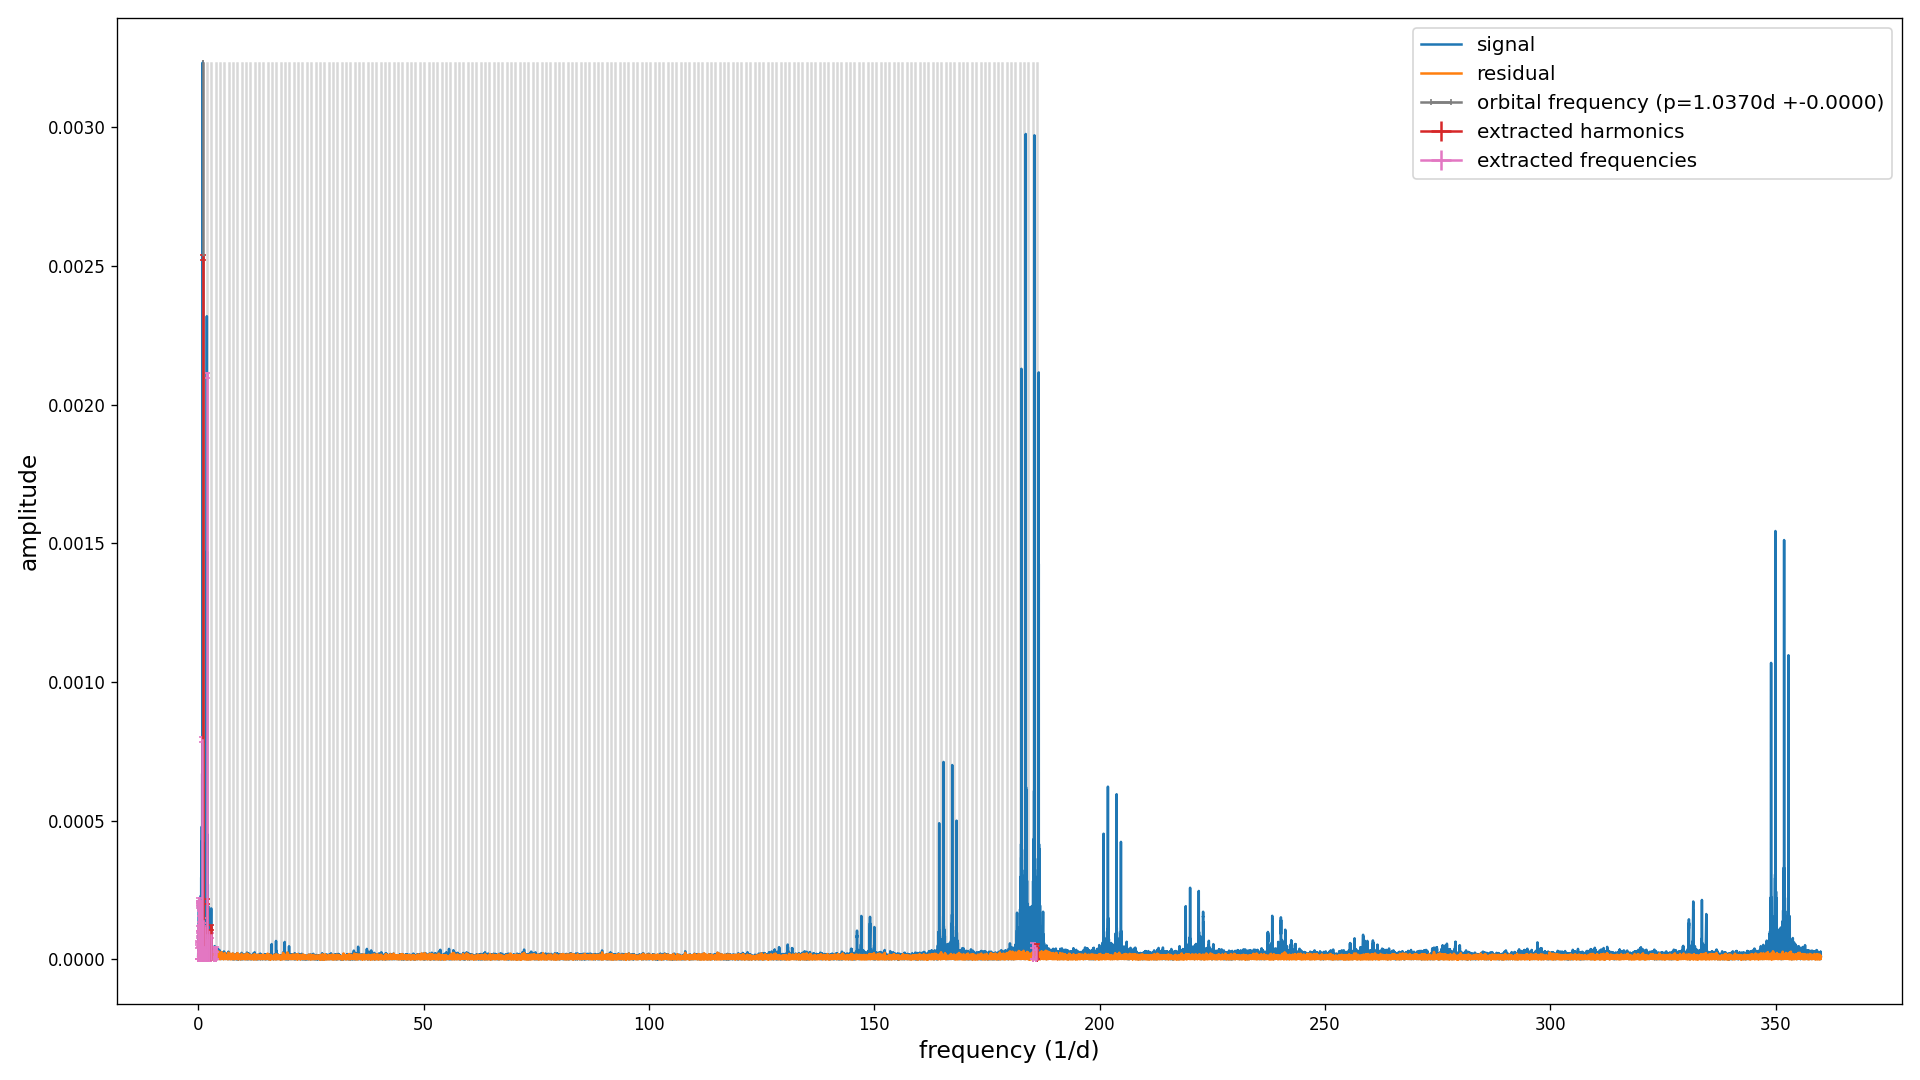 signal
residual
orbital frequency (p=1.0370d +-0.0000)
extracted harmonics
extracted frequencies
0.0030
0.0025
0.0020
0.0015
0.0010
0.0005
0.0000
amplitude
0 50 100 150 200 250 300 350
frequency (1/d)